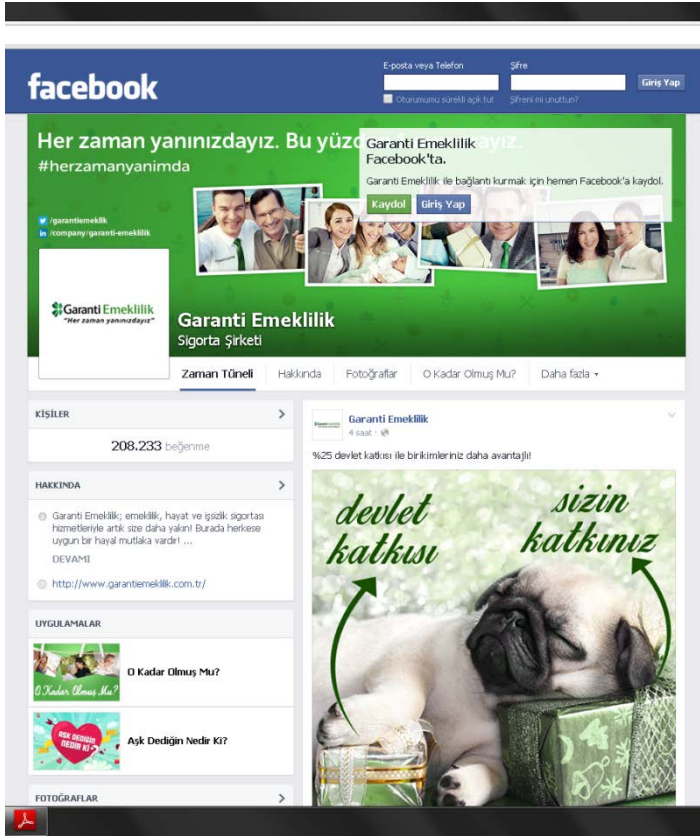 facebook
E-posta veya Telefon
Şifre
Giriş Yap
Oturumumu sürekli açık tut
Şifreni mi unuttun?
Her zaman yanınızdayız. Bu yüz
#herzamanyanimda
Garanti Emeklilik
Facebook'ta.
Garanti Emeklilik ile bağlantı kurmak için hemen Facebook'a kaydol.
Kaydol
Giriş Yap
/garantiemeklilik
/company/garanti-emeklilik
Garanti Emeklilik
"Her zaman yanınızdayız"
Garanti Emeklilik
Sigorta Şirketi
Zaman Tüneli
Hakkında
Fotoğraflar
O Kadar Olmuş Mu?
Daha fazla
KİŞİLER
208.233 beğenme
HAKKINDA
Garanti Emeklilik; emeklilik, hayat ve işsizlik sigortası
hizmetleriyle artık size daha yakın! Burada herkese
uygun bir hayal mutlaka vardır! ...
DEVAMI
http://www.garantiemeklilik.com.tr/
UYGULAMALAR
O Kadar Olmuş Mu?
O Kadar Olmuş Mu?
AŞK DEDİĞİN
NEDİR Kİ?
Aşk Dediğin Nedir Ki?
FOTOĞRAFLAR
Garanti Emeklilik
4 saat
%25 devlet katkısı ile birikimleriniz daha avantajlı!
devlet
katkısı
sizin
katkınız